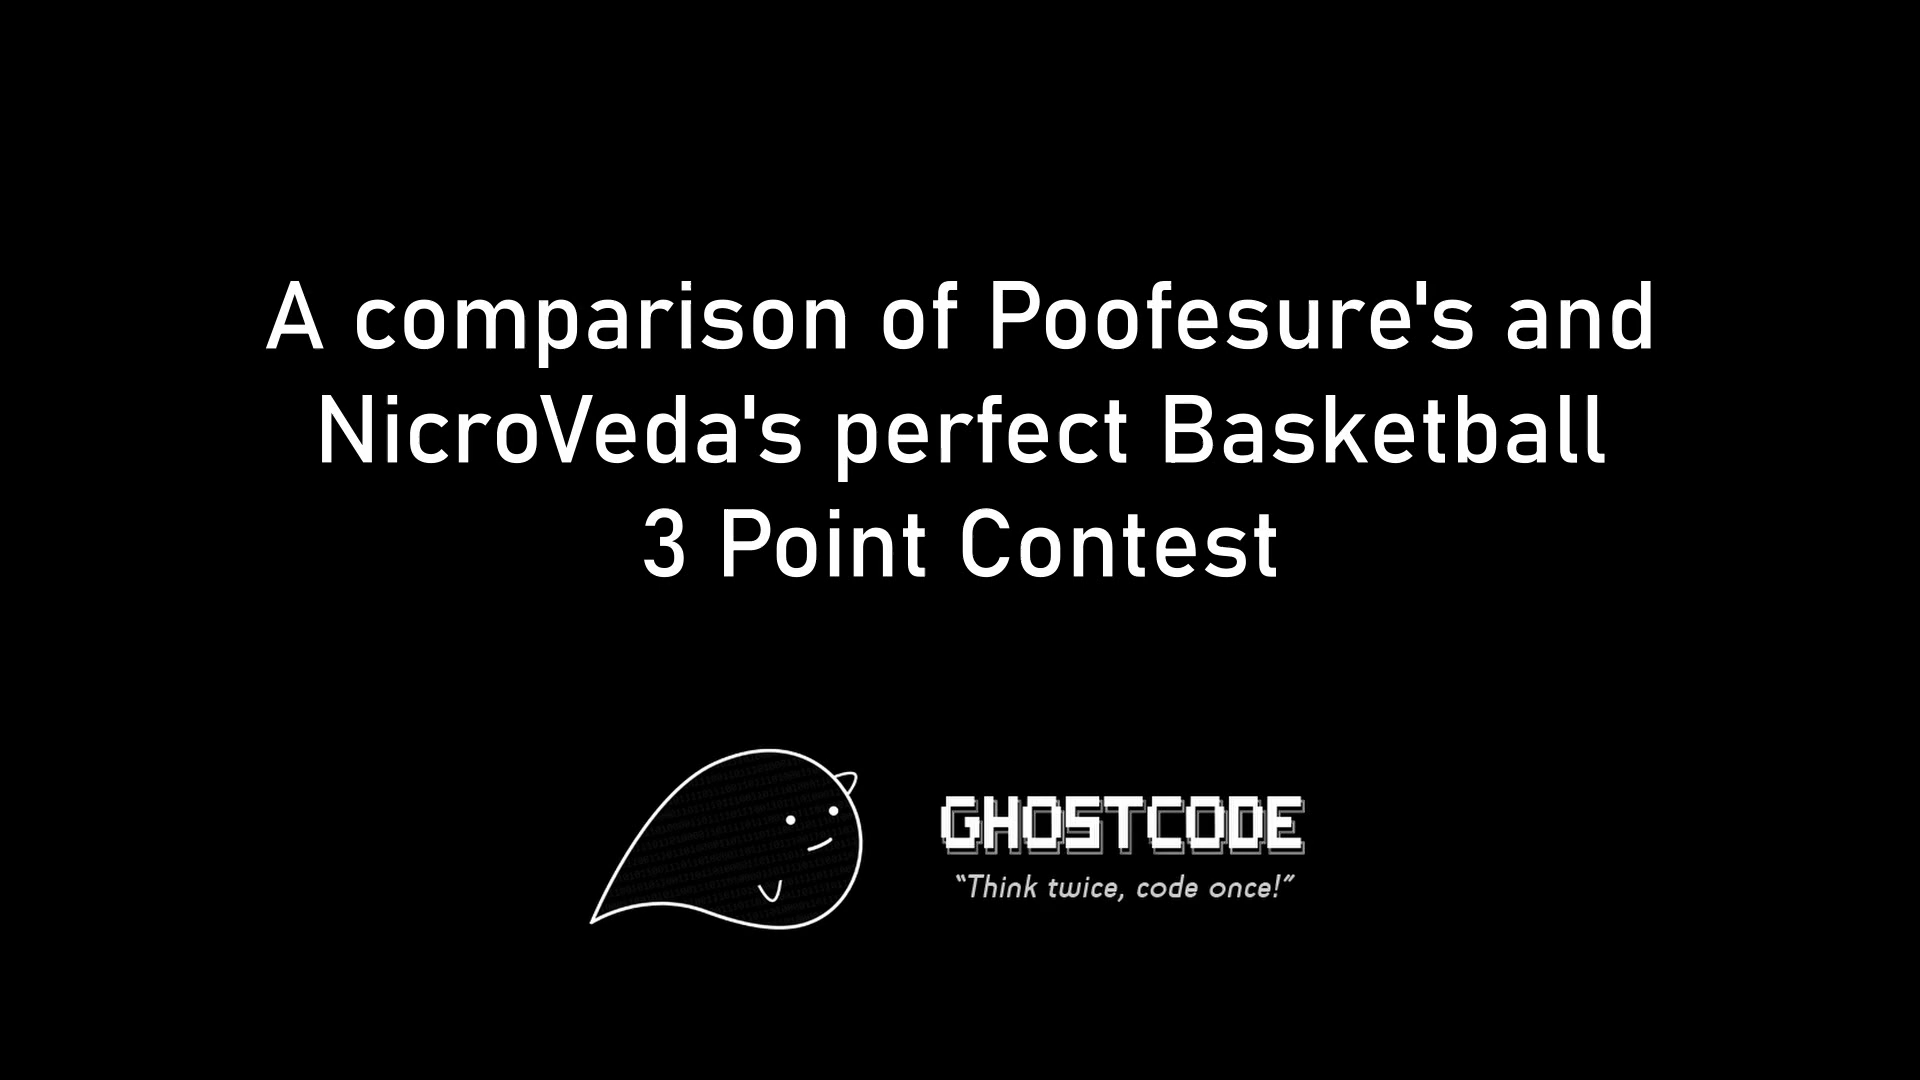 A comparison of Poofesure's and
NicroVeda's perfect Basketball
3 Point Contest
GHOSTCODE
“Think twice, code once!”